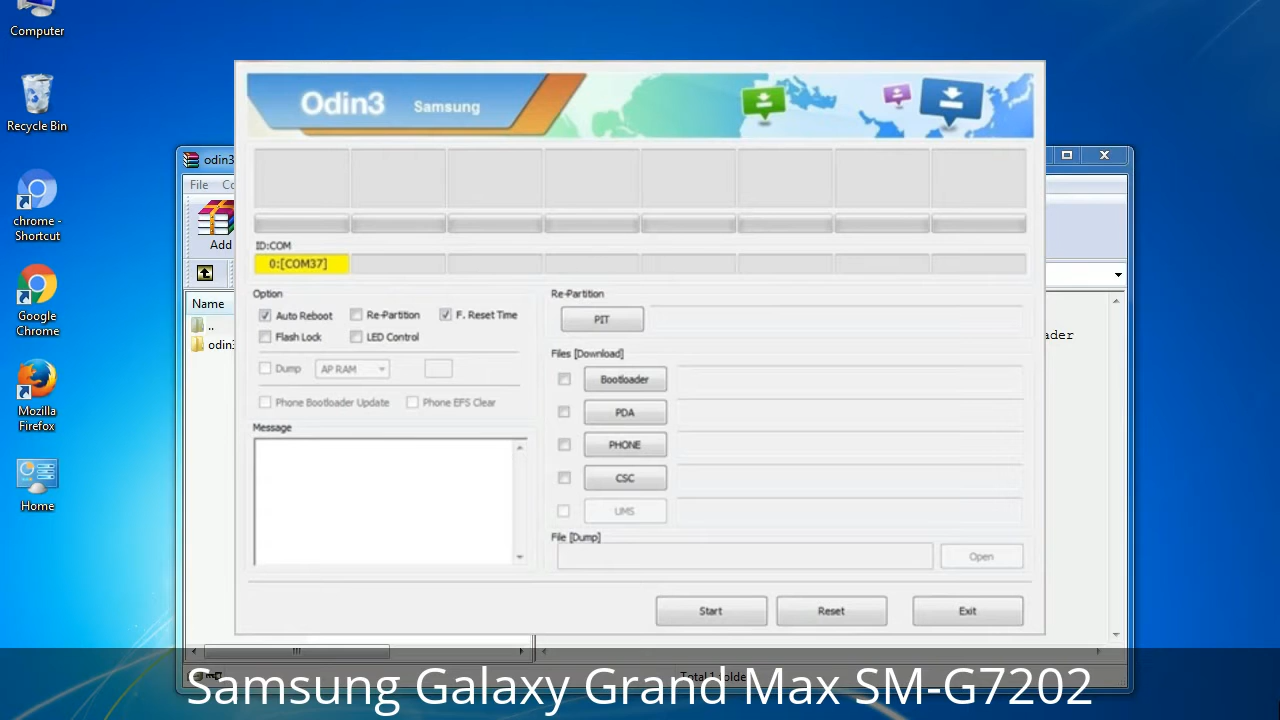 Computer
Recycle Bin
chrome -
Shortcut
Google
Chrome
Mozilla
Firefox
Home
odin3
File
Add
Name
..
odin3
Odin3 Samsung
ID:COM
0:[COM37]
Option
Auto Reboot
Re-Partition
F. Reset Time
Flash Lock
LED Control
Dump
AP RAM
Phone Bootloader Update
Phone EFS Clear
Message
Re-Partition
PIT
Files [Download]
Bootloader
PDA
PHONE
CSC
UMS
File [Dump]
Open
Start
Reset
Exit
Samsung Galaxy Grand Max SM-G7202